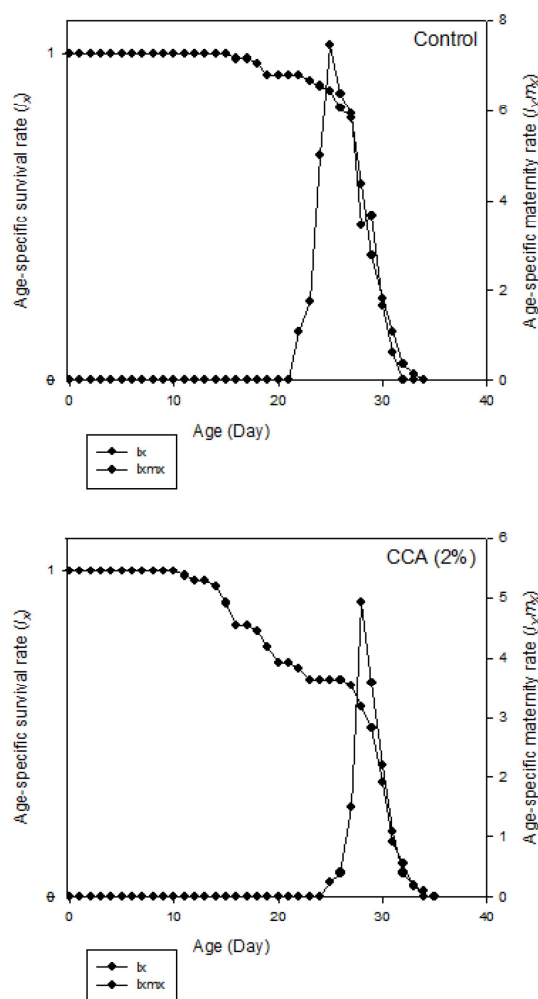 Control
8
1
6
4
2
0
0
Age-specific survival rate (lx)
Age-specific maternity rate (lxmx)
0 10 20 30 40
Age (Day)
lx
lxmx
CCA (2%)
6
1
5
4
3
2
1
0
0
Age-specific survival rate (lx)
Age-specific maternity rate (lxmx)
0 10 20 30 40
Age (Day)
lx
lxmx